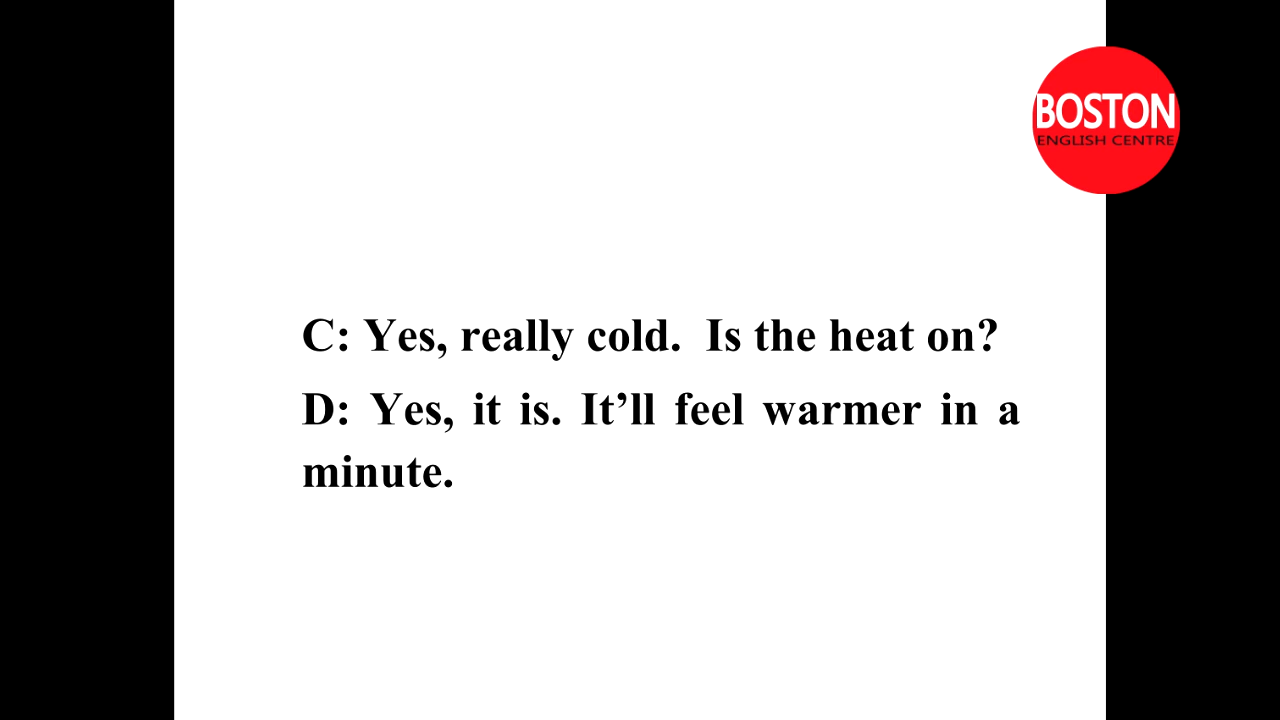 BOSTON
ENGLISH CENTRE
C: Yes, really cold.  Is the heat on?
D: Yes, it is. It’ll feel warmer in a
minute.